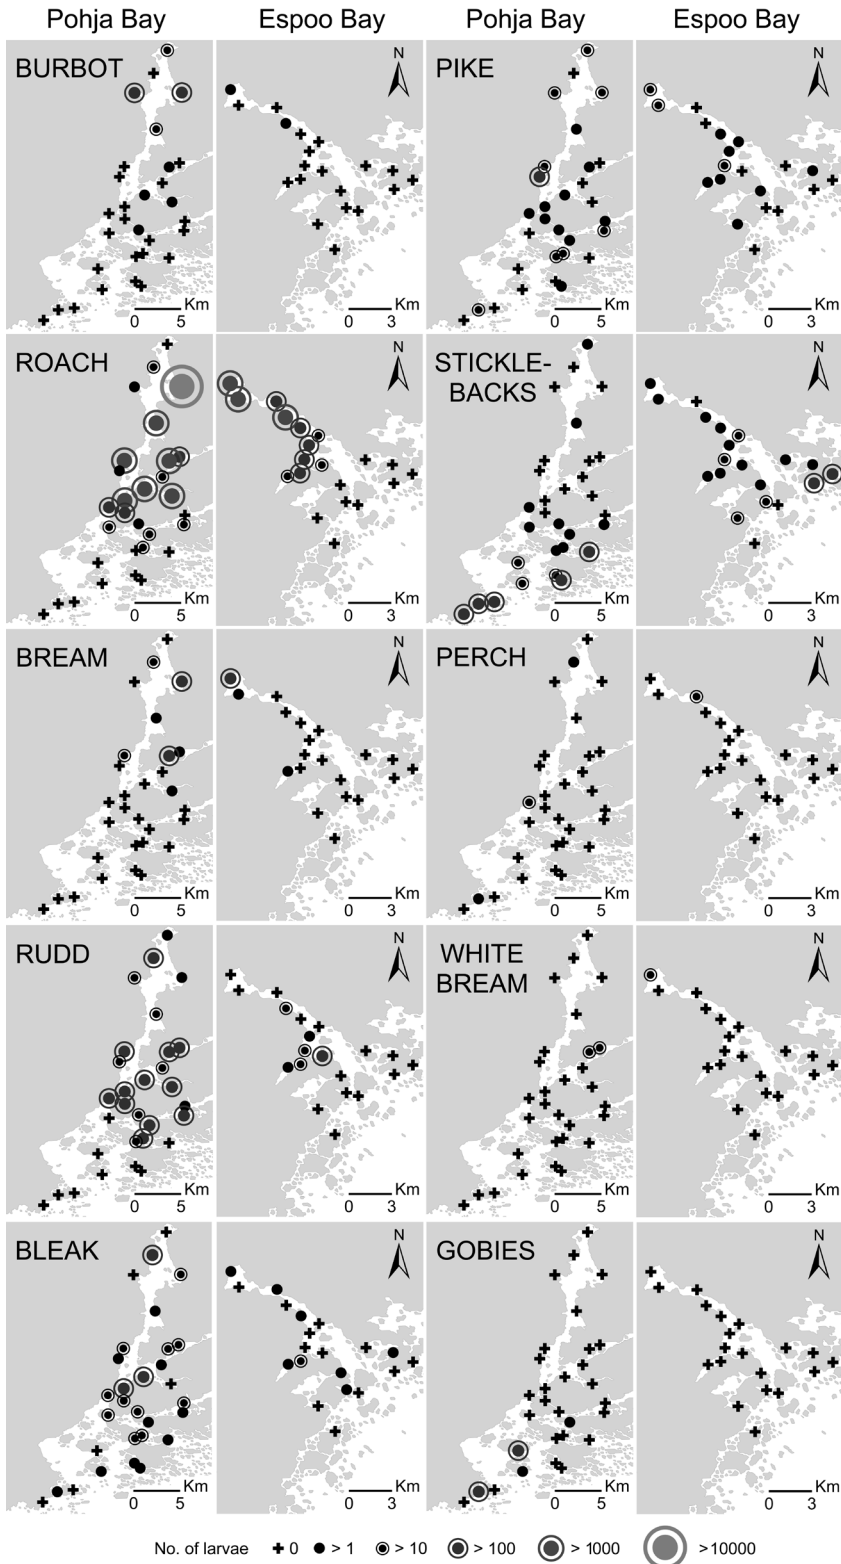 Pohja Bay Espoo Bay Pohja Bay Espoo Bay
BURBOT N PIKE N
Km Km Km Km
0 5 0 3 0 5 0 3
ROACH N STICKLE- N
BACKS
Km Km Km Km
0 5 0 3 0 5 0 3
BREAM N PERCH N
Km Km Km Km
0 5 0 3 0 5 0 3
RUDD N WHITE N
BREAM
Km Km Km Km
0 5 0 3 0 5 0 3
BLEAK N GOBIES N
Km Km Km Km
0 5 0 3 0 5 0 3
No. of larvae 0 > 1 > 10 > 100 > 1000 >10000